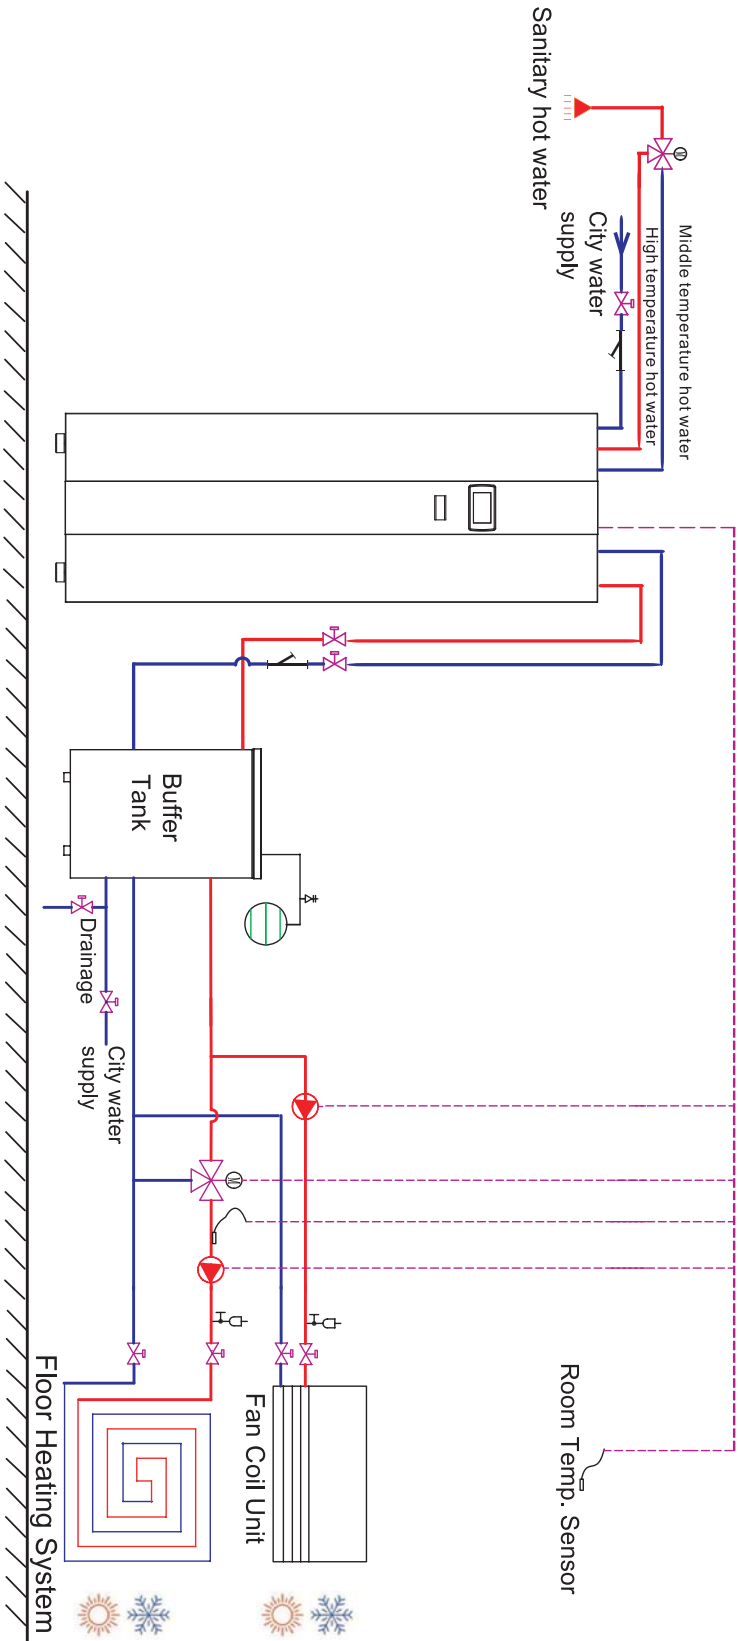 Sanitary hot water
City water
supply
High temperature hot water
Middle temperature hot water
M
Buffer
Tank
Drainage
City water
supply
M
Floor Heating System
Fan Coil Unit
Room Temp. Sensor